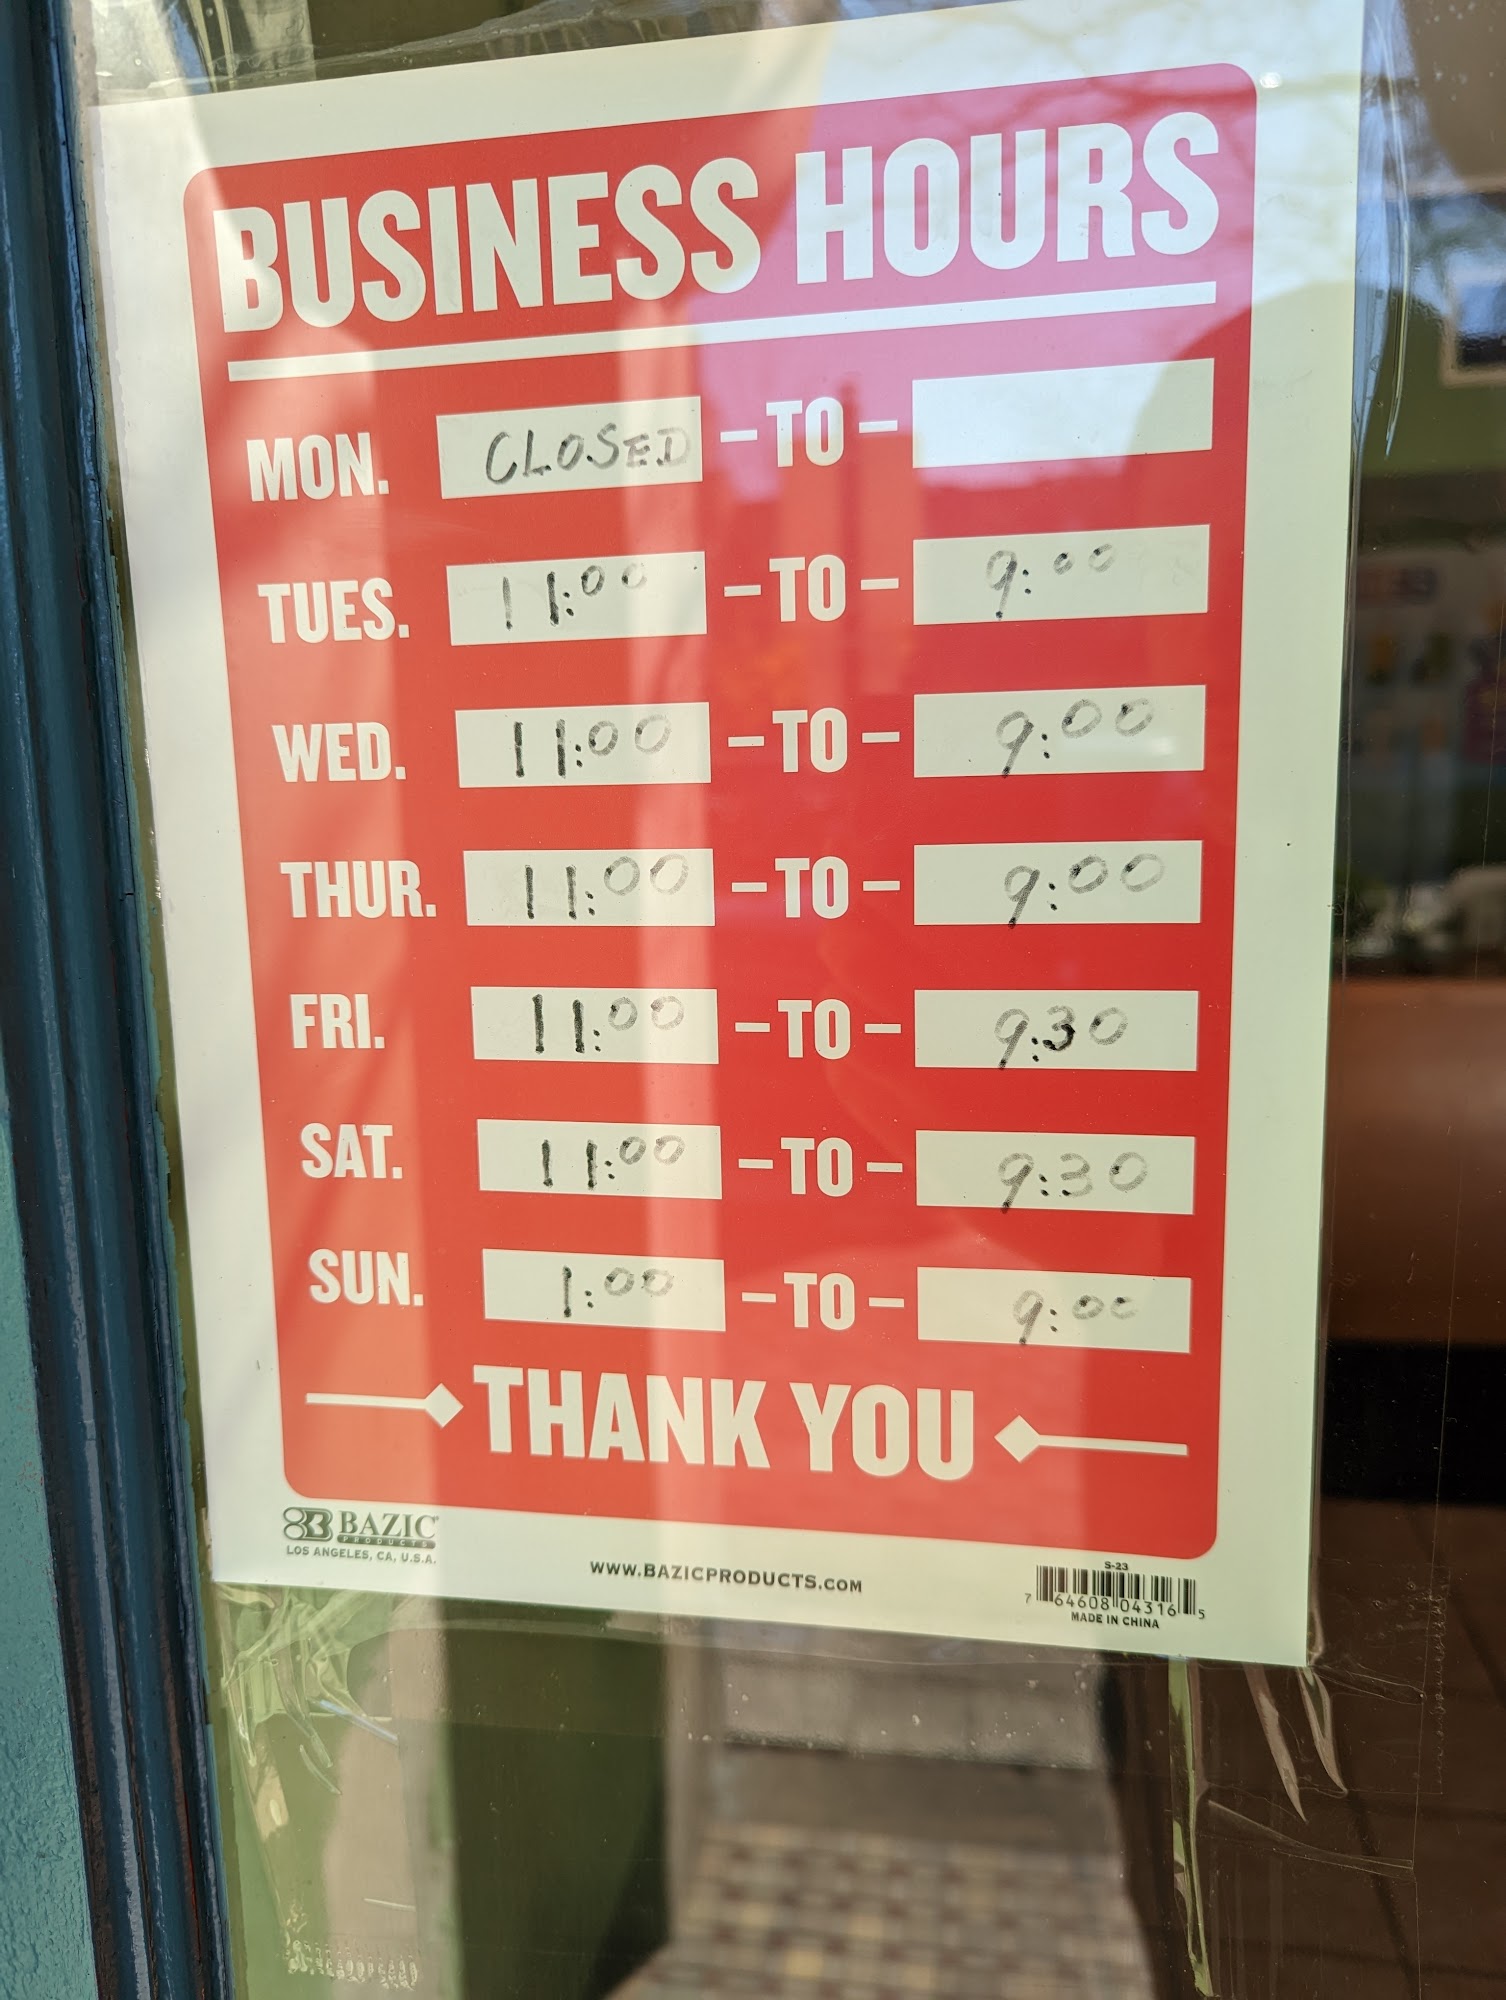 BUSINESS HOURS
MON. CLOSED -TO-
TUES. 11:00 -TO- 9:00
WED. 11:00 -TO- 9:00
THUR. 11:00 -TO- 9:00
FRI. 11:00 -TO- 9:30
SAT. 11:00 -TO- 9:30
SUN. 1:00 -TO- 9:00
THANK YOU
BAZIC
PRODUCTS
LOS ANGELES, CA, U.S.A.
WWW.BAZICPRODUCTS.COM
S-23
7 64608 04316 5
MADE IN CHINA